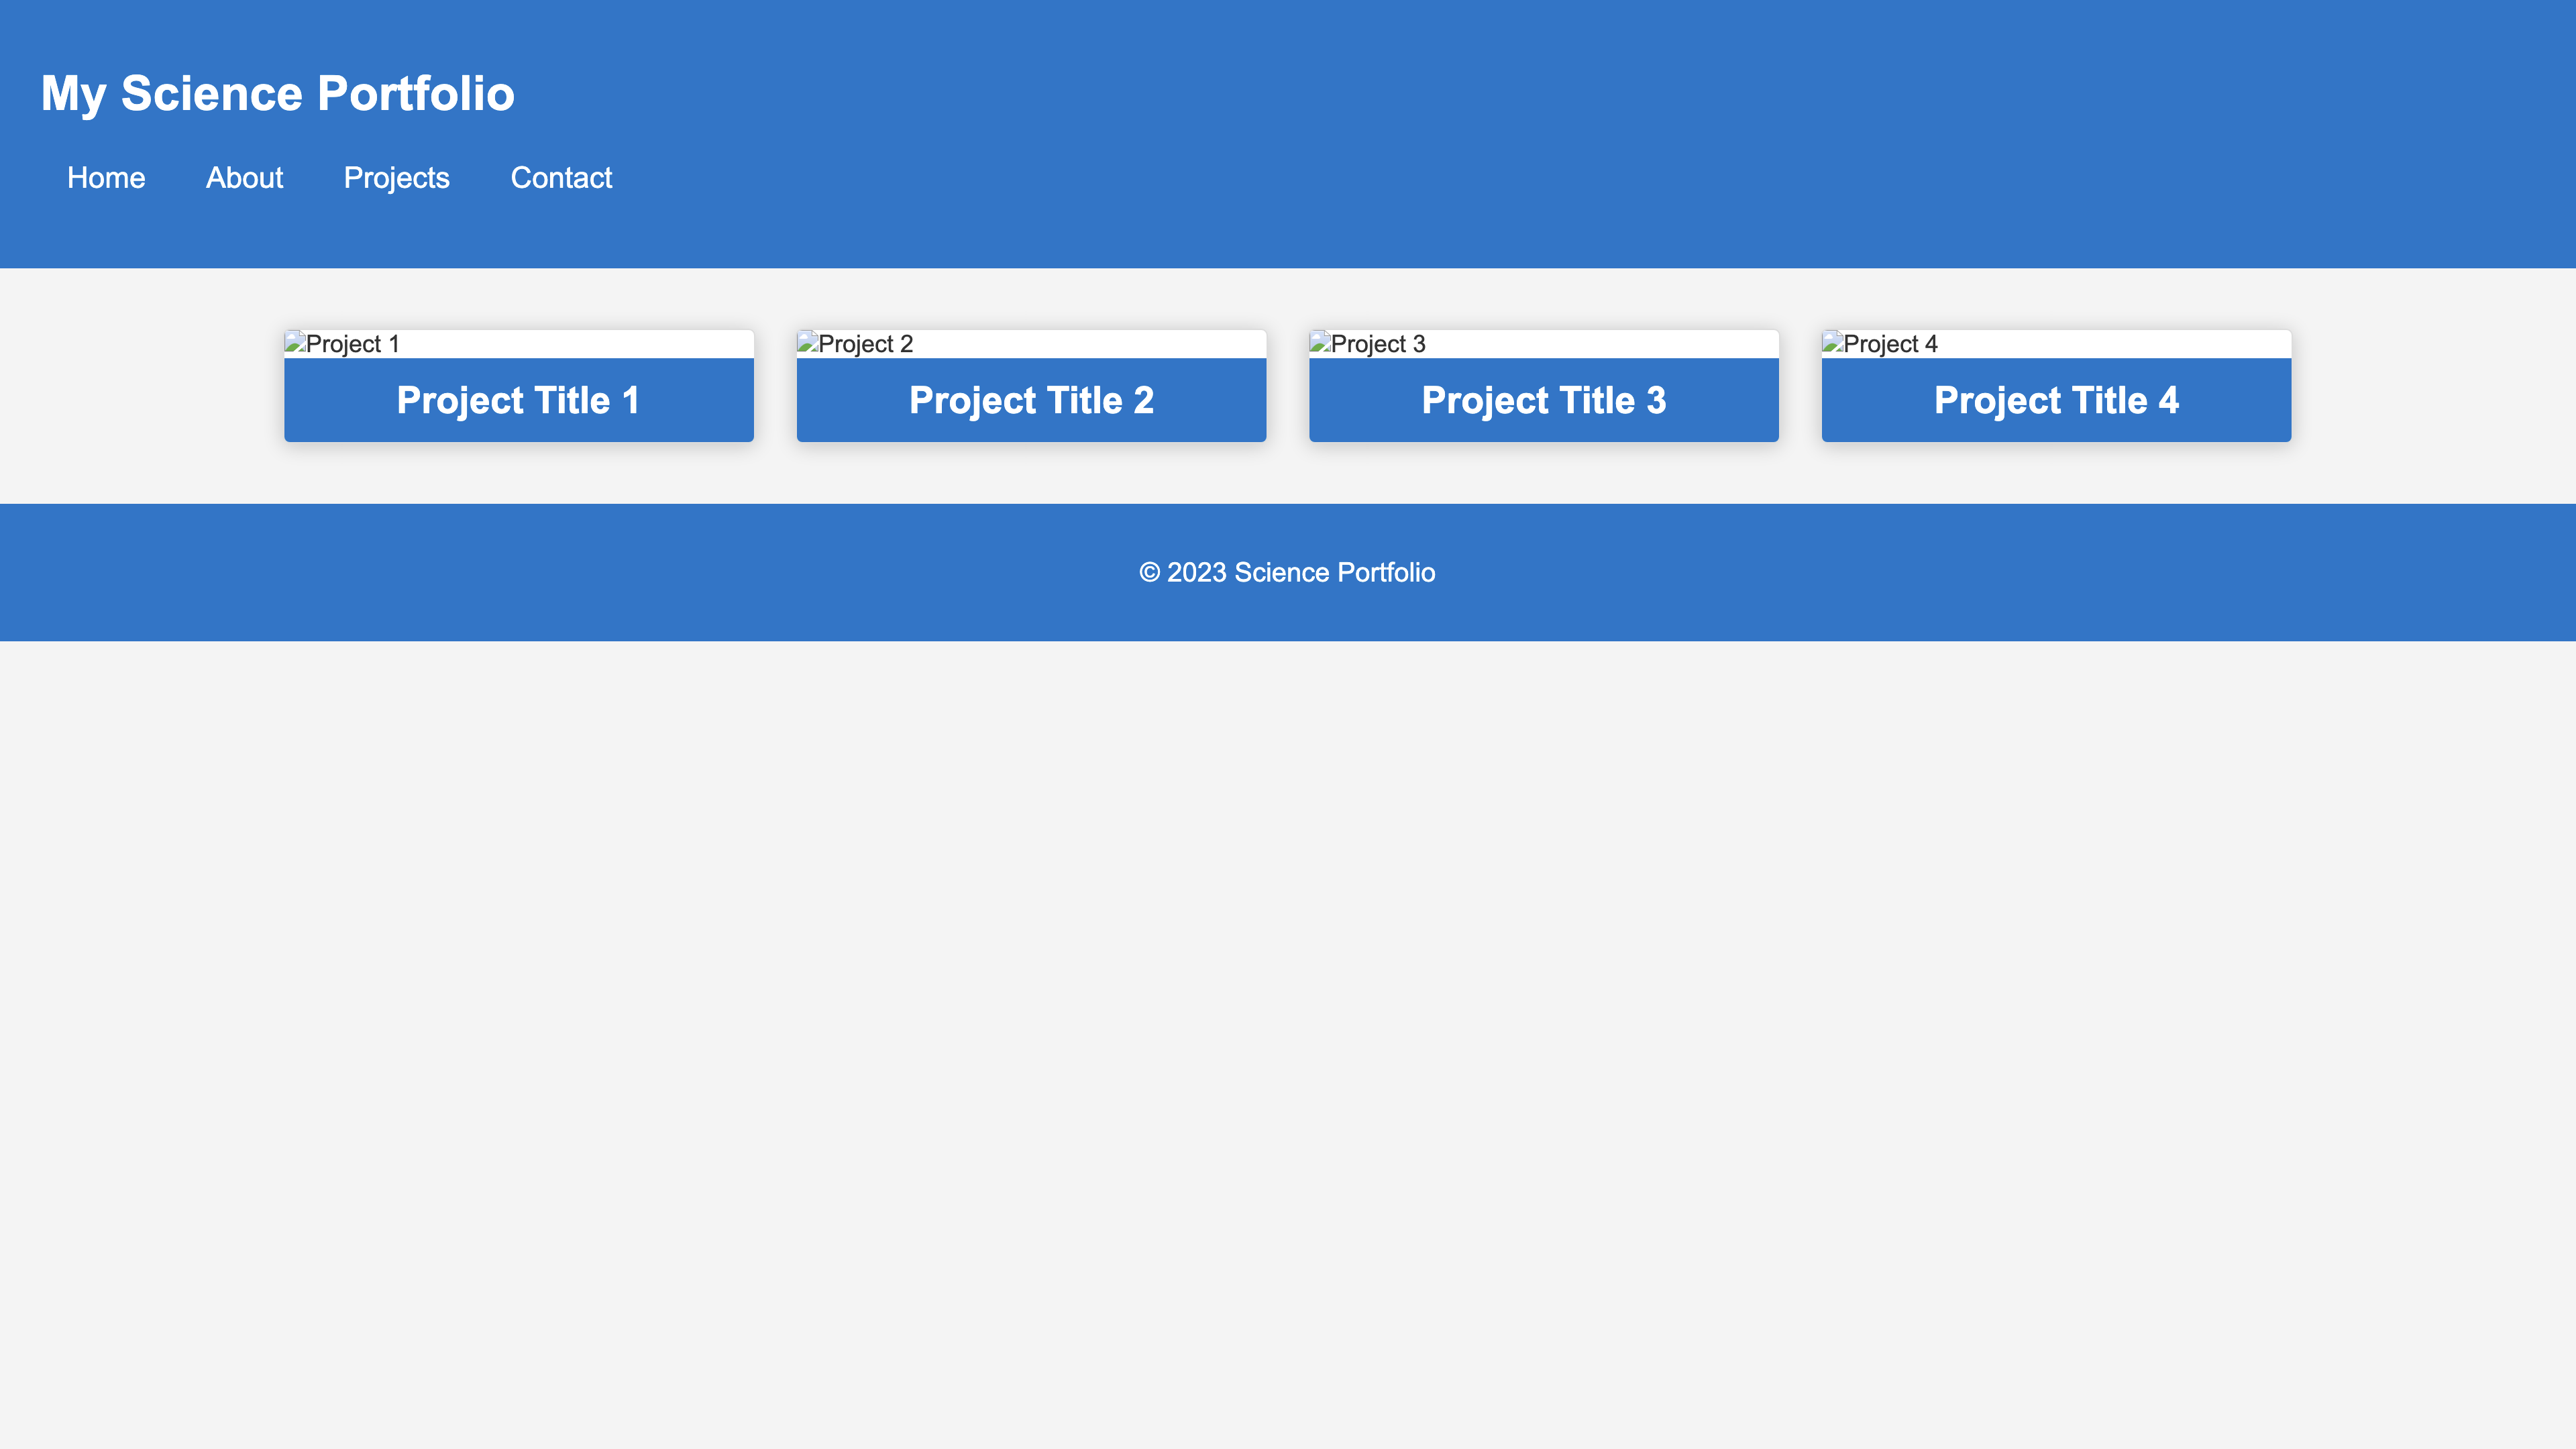 My Science Portfolio
Home About Projects Contact
Project 1 Project 2 Project 3 Project 4
Project Title 1 Project Title 2 Project Title 3 Project Title 4
© 2023 Science Portfolio